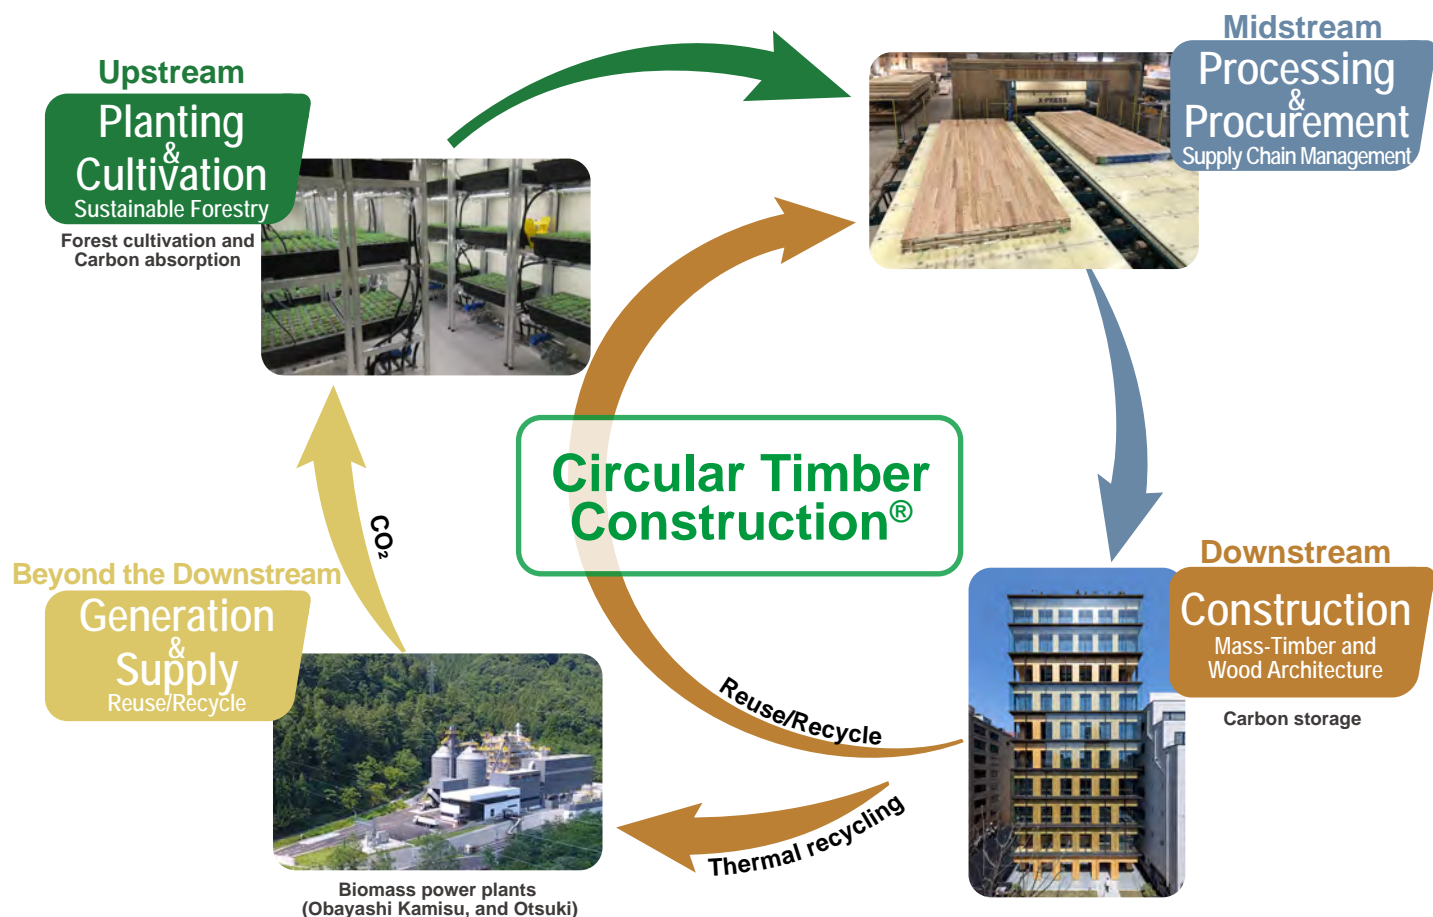 Upstream
Planting
&
Cultivation
Sustainable Forestry
Forest cultivation and
Carbon absorption
Midstream
Processing
&
Procurement
Supply Chain Management
X-PRESS
Circular Timber
Construction®
CO₂
Beyond the Downstream
Generation
&
Supply
Reuse/Recycle
Biomass power plants
(Obayashi Kamisu, and Otsuki)
Reuse/Recycle
Thermal recycling
Downstream
Construction
Mass-Timber and
Wood Architecture
Carbon storage